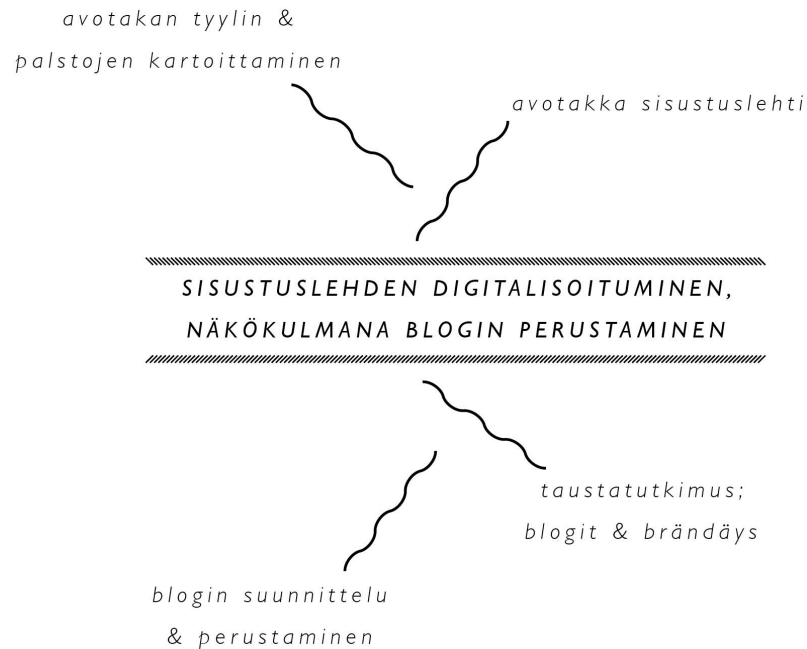 avotakan tyylin &
palstojen kartoittaminen
avotakka sisustuslehti
SISUSTUSLEHDEN DIGITALISOITUMINEN,
NÄKÖKULMANA BLOGIN PERUSTAMINEN
taustatutkimus;
blogit & brändäys
blogin suunnittelu
& perustaminen